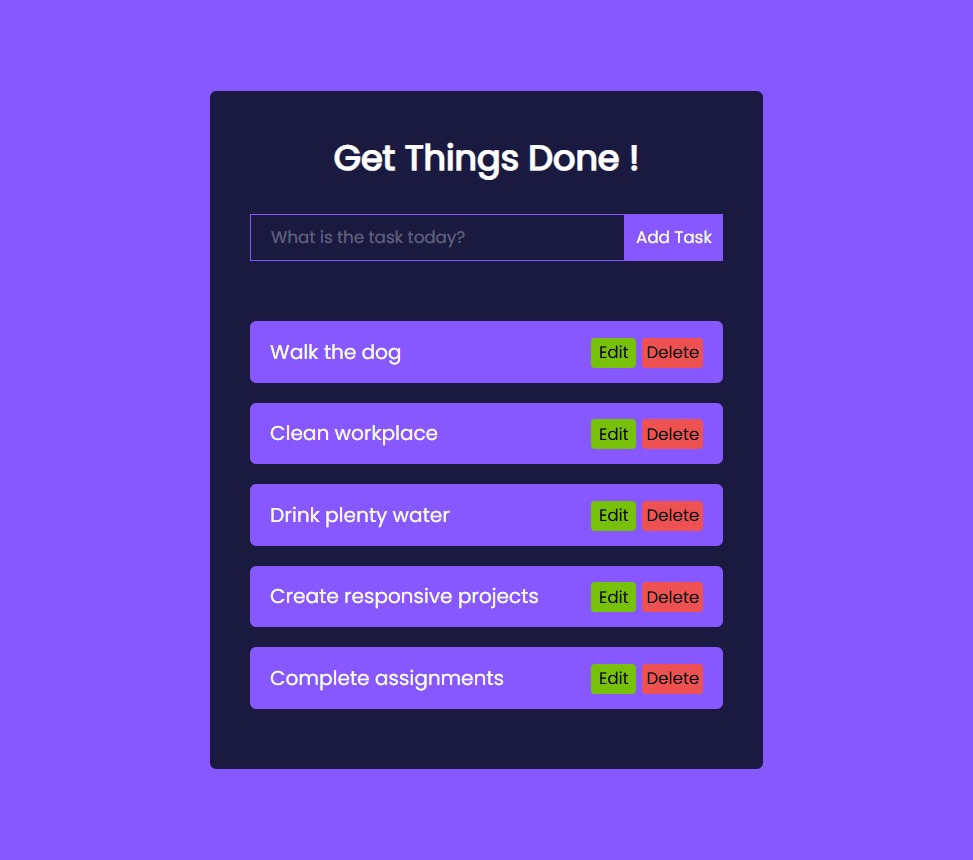 Get Things Done !
What is the task today? Add Task
Walk the dog Edit Delete
Clean workplace Edit Delete
Drink plenty water Edit Delete
Create responsive projects Edit Delete
Complete assignments Edit Delete